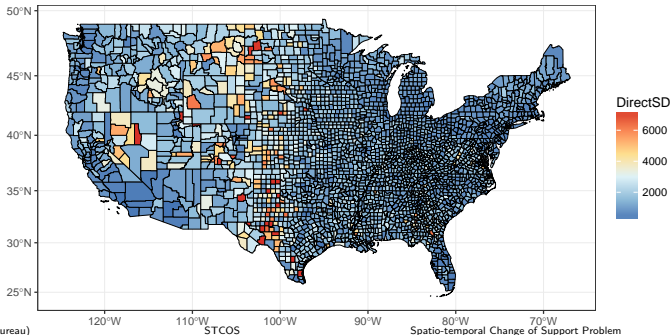 50°N
45°N
40°N
35°N
30°N
25°N
120°W
110°W
100°W
90°W
80°W
70°W
DirectSD
6000
4000
2000
ureau)
STCOS
Spatio-temporal Change of Support Problem